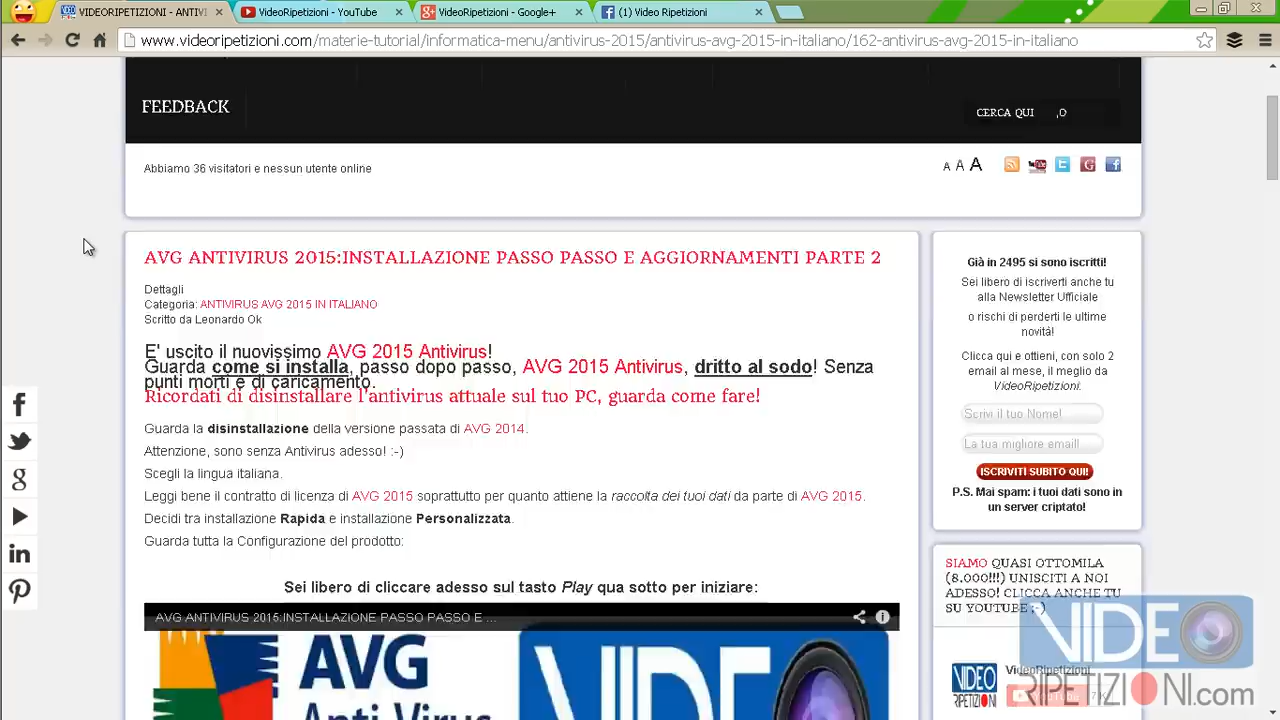 VIDEORIPETIZIONI - ANTIV
VideoRipetizioni - YouTube
VideoRipetizioni - Google+
(1) Video Ripetizioni
www.videoripetizioni.com/materie-tutorial/informatica-menu/antivirus-2015/antivirus-avg-2015-in-italiano/162-antivirus-avg-2015-in-italiano
FEEDBACK
CERCA QUI
Abbiamo 36 visitatori e nessun utente online
A A A
AVG ANTIVIRUS 2015:INSTALLAZIONE PASSO PASSO E AGGIORNAMENTI PARTE 2
Dettagli
Categoria: ANTIVIRUS AVG 2015 IN ITALIANO
Scritto da Leonardo Ok
E' uscito il nuovissimo AVG 2015 Antivirus!
Guarda come si installa, passo dopo passo, AVG 2015 Antivirus, dritto al sodo! Senza
punti morti e di caricamento.
Ricordati di disinstallare l'antivirus attuale sul tuo PC, guarda come fare!
Guarda la disinstallazione della versione passata di AVG 2014.
Attenzione, sono senza Antivirus adesso! :-)
Scegli la lingua italiana.
Leggi bene il contratto di licenza di AVG 2015 soprattutto per quanto attiene la raccolta dei tuoi dati da parte di AVG 2015.
Decidi tra installazione Rapida e installazione Personalizzata.
Guarda tutta la Configurazione del prodotto:
Sei libero di cliccare adesso sul tasto Play qua sotto per iniziare:
AVG ANTIVIRUS 2015:INSTALLAZIONE PASSO PASSO E ...
AVG
Anti-Virus
VIDEO
Già in 2495 si sono iscritti!
Sei libero di iscriverti anche tu
alla Newsletter Ufficiale
o rischi di perderti le ultime
novità!
Clicca qui e ottieni, con solo 2
email al mese, il meglio da
VideoRipetizioni.
Scrivi il tuo Nome!
La tua migliore email!
ISCRIVITI SUBITO QUI!
P.S. Mai spam: i tuoi dati sono in
un server criptato!
SIAMO QUASI OTTOMILA
(8.000!!!) UNISCITI A NOI
ADESSO! CLICCA ANCHE TU
SU YOUTUBE ;-)
VIDEO
RIPETIZIONI
VideoRipetizioni
VIDEO
RIPETIZIONI.com